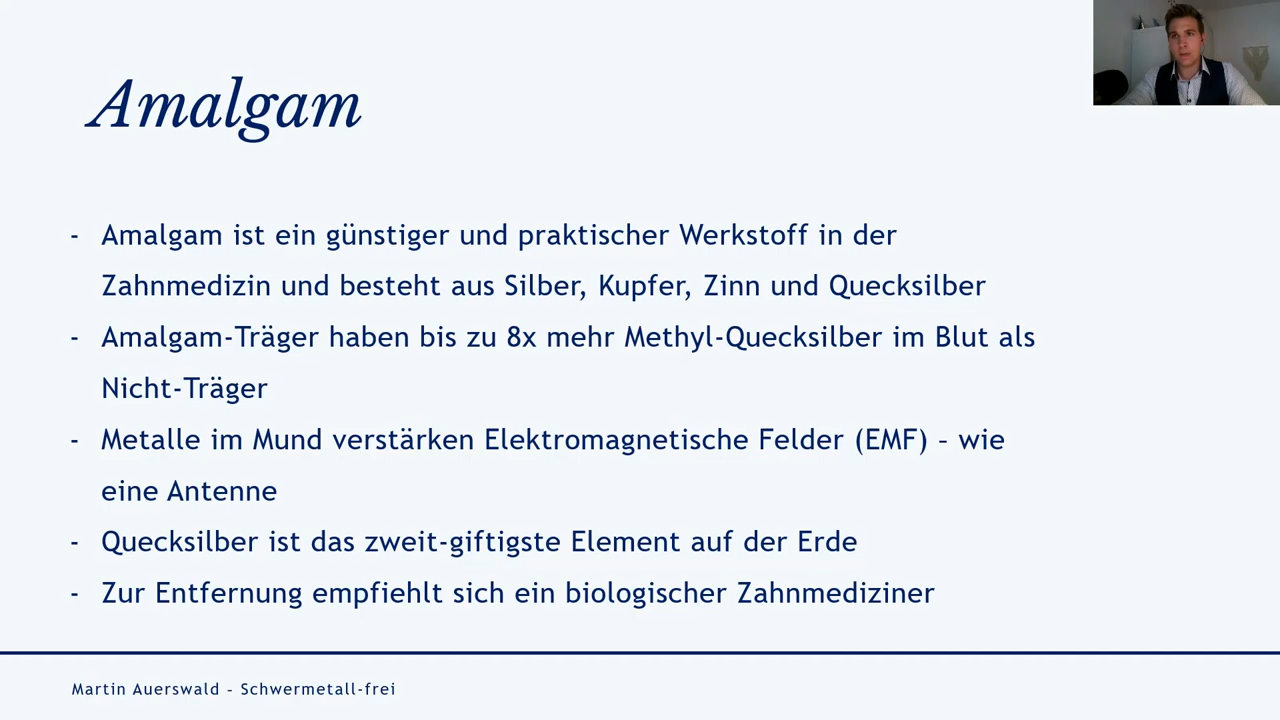 Amalgam
- Amalgam ist ein günstiger und praktischer Werkstoff in der
Zahnmedizin und besteht aus Silber, Kupfer, Zinn und Quecksilber
- Amalgam-Träger haben bis zu 8x mehr Methyl-Quecksilber im Blut als
Nicht-Träger
- Metalle im Mund verstärken Elektromagnetische Felder (EMF) – wie
eine Antenne
- Quecksilber ist das zweit-giftigste Element auf der Erde
- Zur Entfernung empfiehlt sich ein biologischer Zahnmediziner
Martin Auerswald – Schwermetall-frei